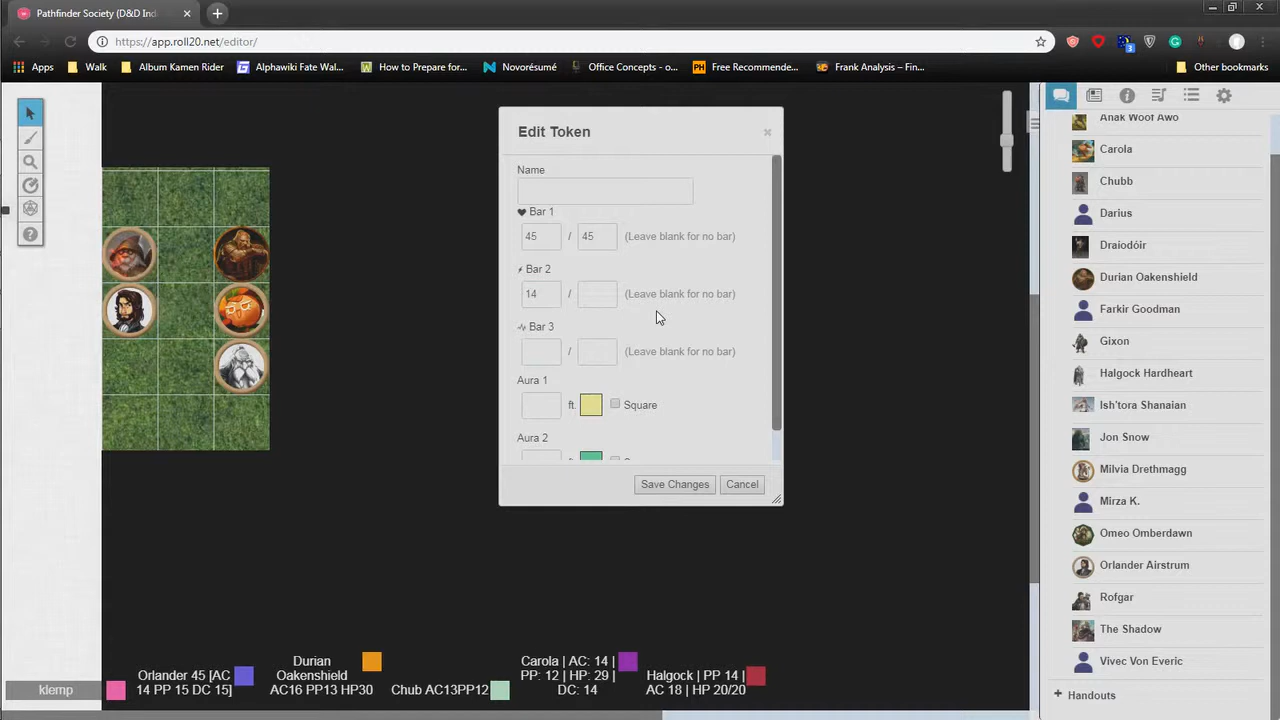 Pathfinder Society (D&D Ind
https://app.roll20.net/editor/
Apps
Walk
Album Kamen Rider
Alphawiki Fate Wal...
How to Prepare for...
Novorésumé
Office Concepts - o...
Free Recommende...
Frank Analysis – Fin...
Other bookmarks
3
Edit Token
Name
Bar 1
45 / 45 (Leave blank for no bar)
Bar 2
14 / (Leave blank for no bar)
Bar 3
/ (Leave blank for no bar)
Aura 1
ft. Square
Aura 2
Save Changes
Cancel
Anak Woof Awo
Carola
Chubb
Darius
Draiodóir
Durian Oakenshield
Farkir Goodman
Gixon
Halgock Hardheart
Ish'tora Shanaian
Jon Snow
Milvia Drethmagg
Mirza K.
Omeo Omberdawn
Orlander Airstrum
Rofgar
The Shadow
Vivec Von Everic
Handouts
klemp
Orlander 45 [AC
14 PP 15 DC 15]
Durian
Oakenshield
AC16 PP13 HP30
Chub AC13PP12
Carola | AC: 14 |
PP: 12 | HP: 29 |
DC: 14
Halgock | PP 14 |
AC 18 | HP 20/20